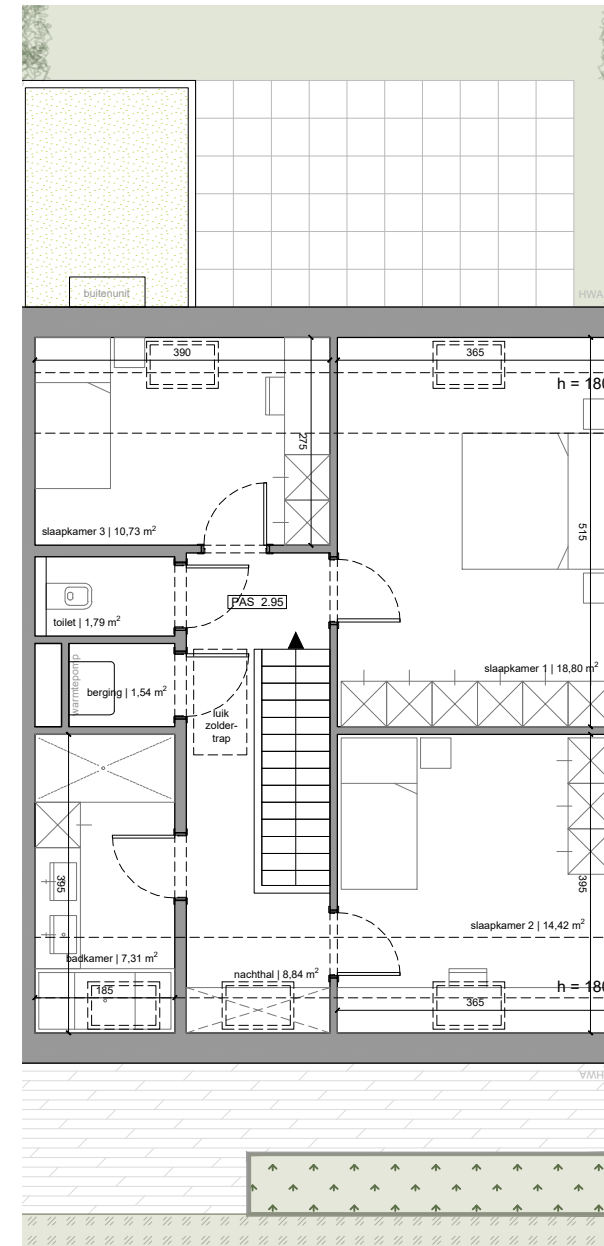 buitenunit
HWA
390
365
h = 180
275
515
slaapkamer 3 | 10,73 m²
PAS 2.95
toilet | 1,79 m²
slaapkamer 1 | 18,80 m²
warmtepomp
berging | 1,54 m²
luik
zolder-
trap
395
395
slaapkamer 2 | 14,42 m²
badkamer | 7,31 m²
nachthal | 8,84 m²
185
365
h = 180
HWA